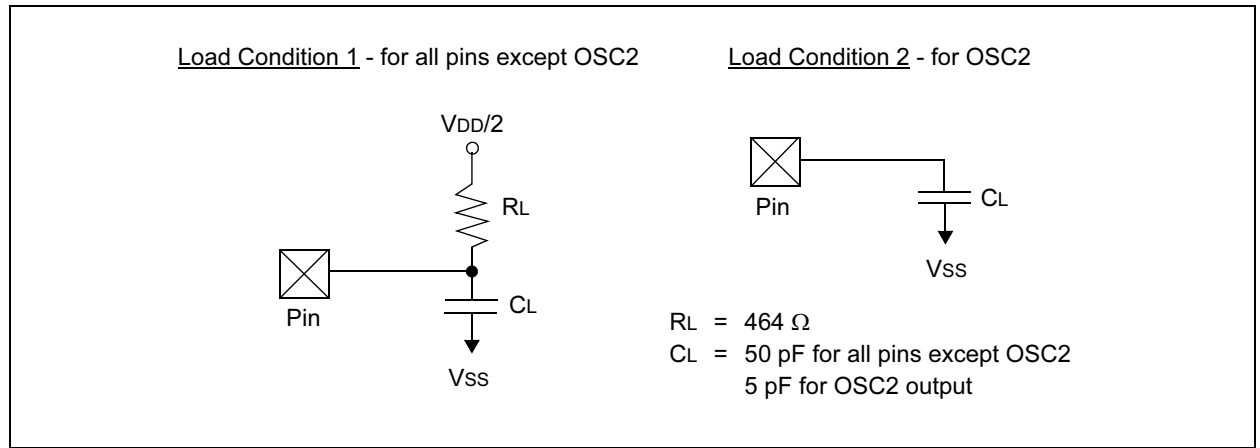 Load Condition 1 - for all pins except OSC2
VDD/2
RL
Pin
CL
VSS
Load Condition 2 - for OSC2
Pin
CL
VSS
RL = 464 Ω
CL = 50 pF for all pins except OSC2
5 pF for OSC2 output